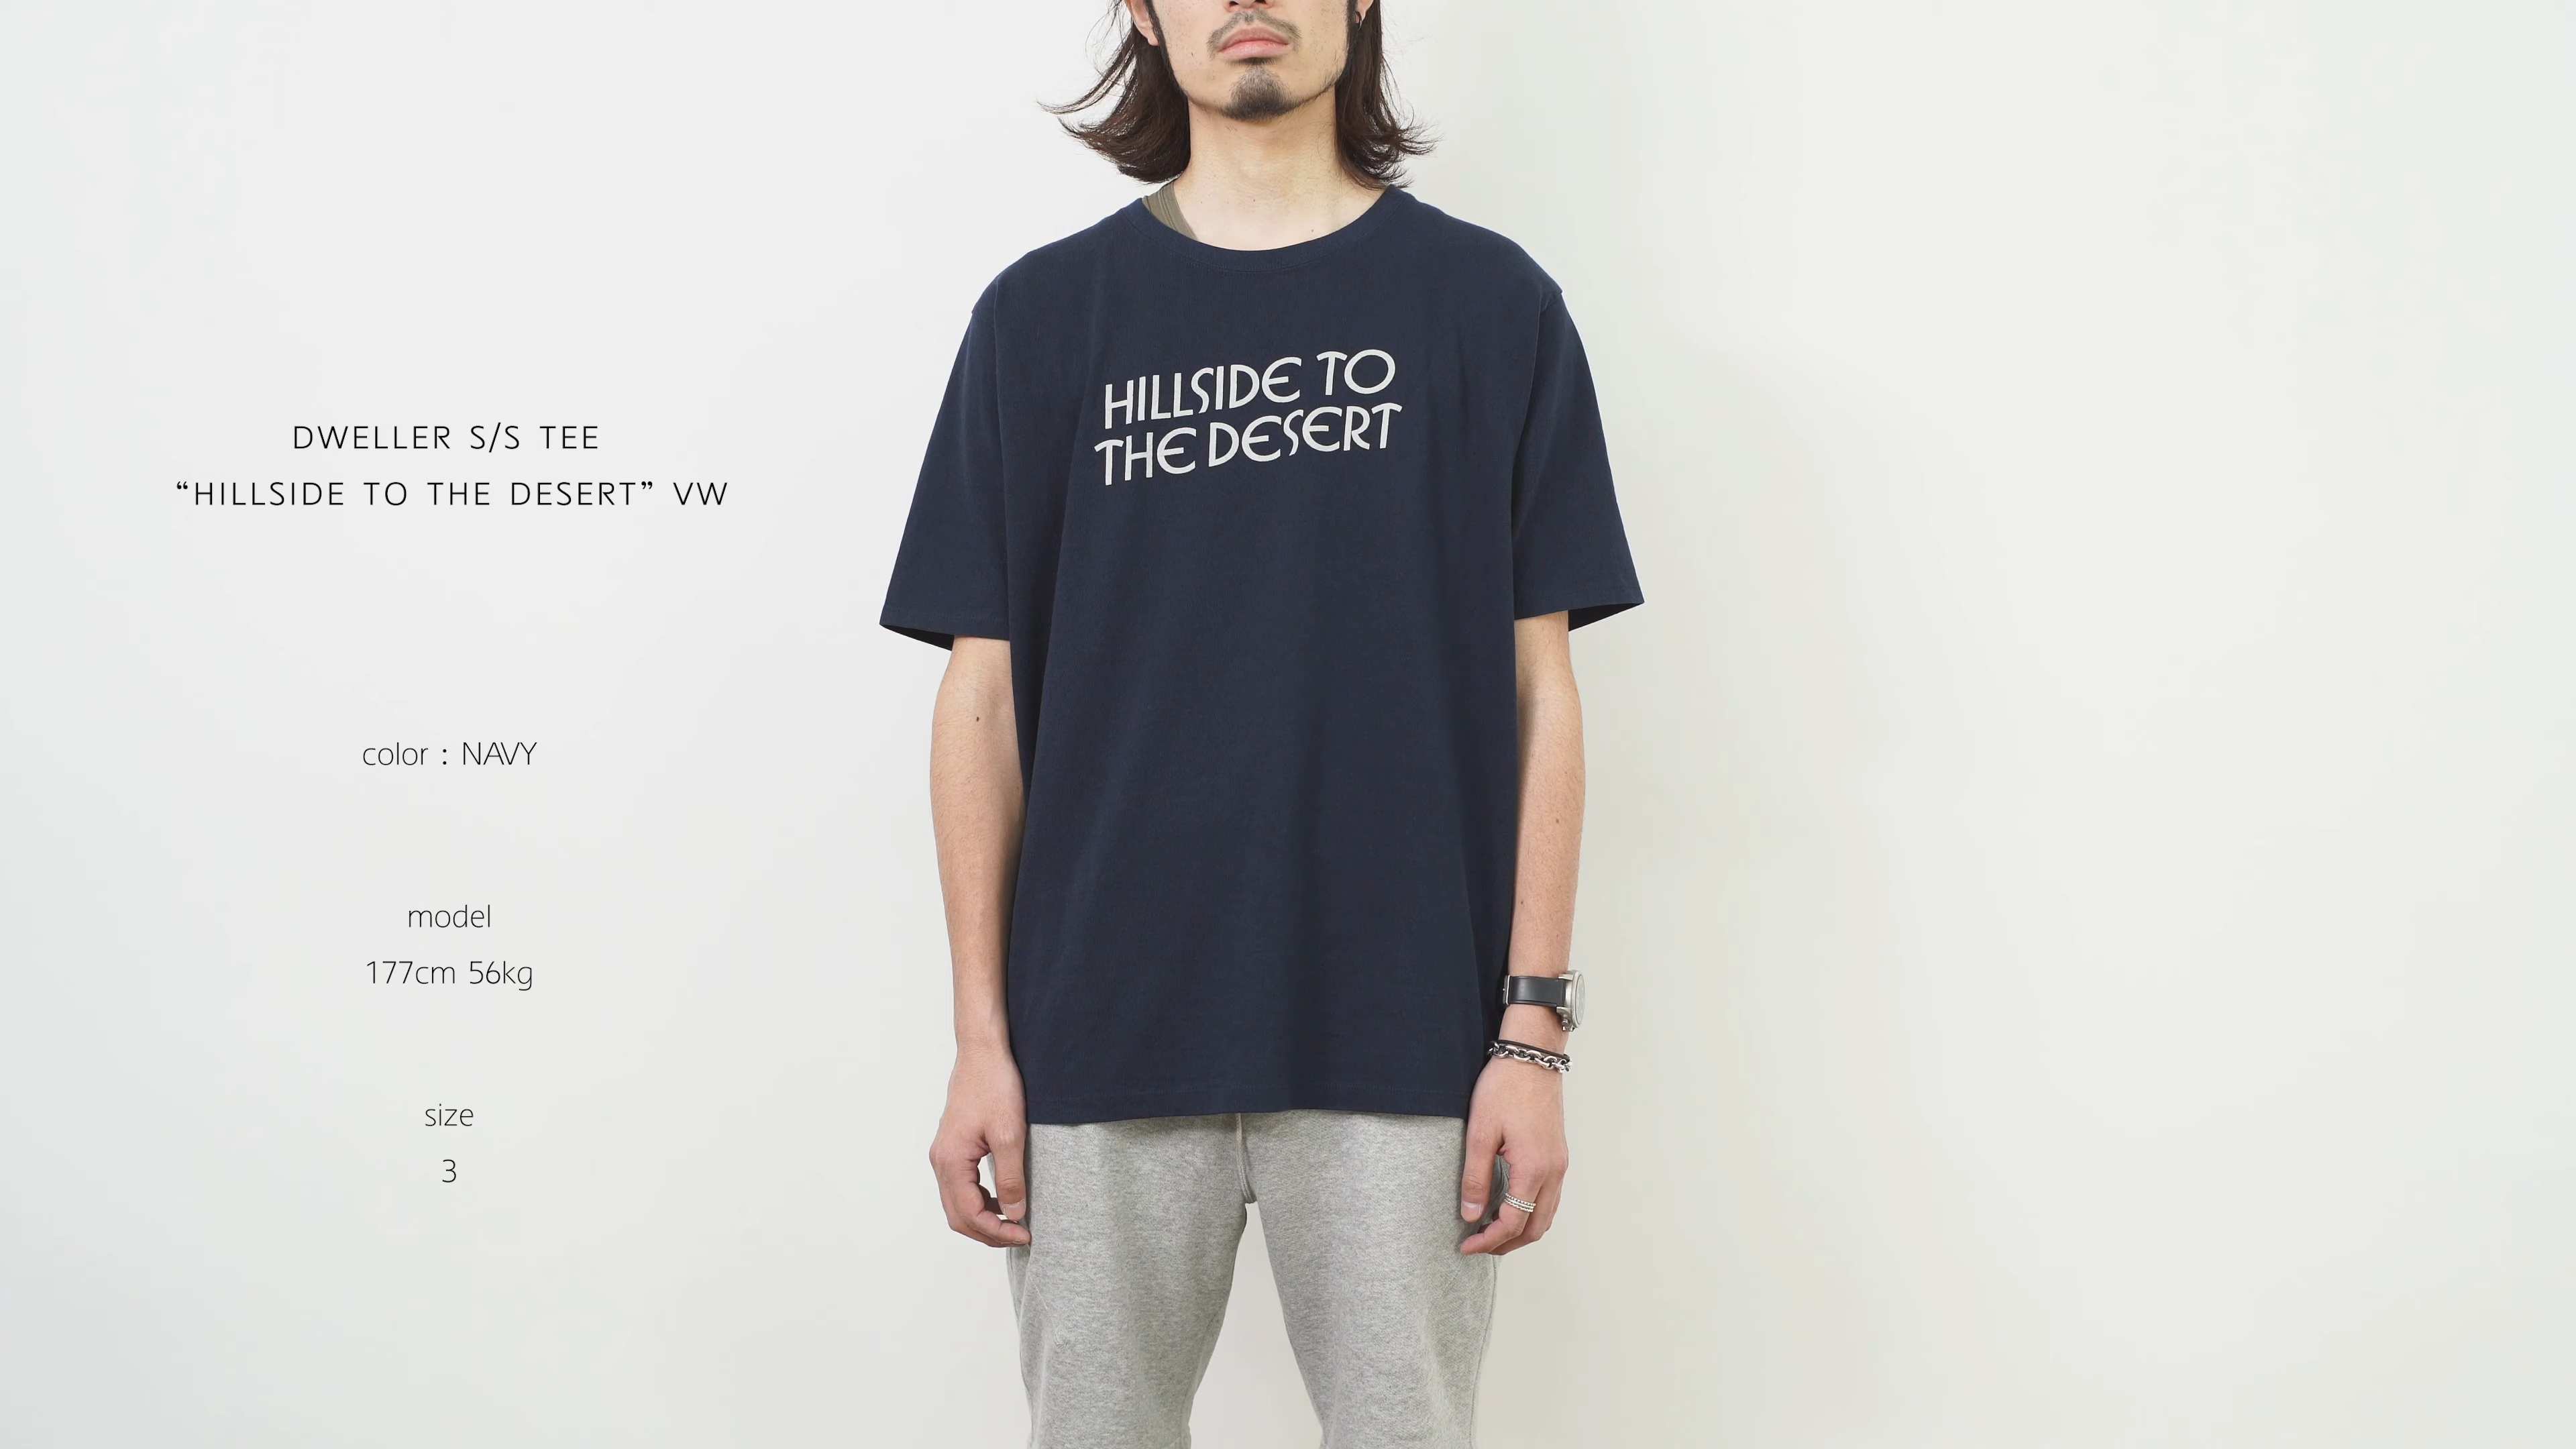 DWELLER S/S TEE
“HILLSIDE TO THE DESERT” VW
color : NAVY
model
177cm 56kg
size
3
HILLSIDE TO
THE DESERT